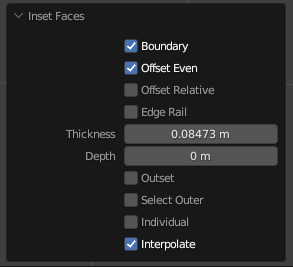 Inset Faces
Boundary
Offset Even
Offset Relative
Edge Rail
Thickness 0.08473 m
Depth 0 m
Outset
Select Outer
Individual
Interpolate